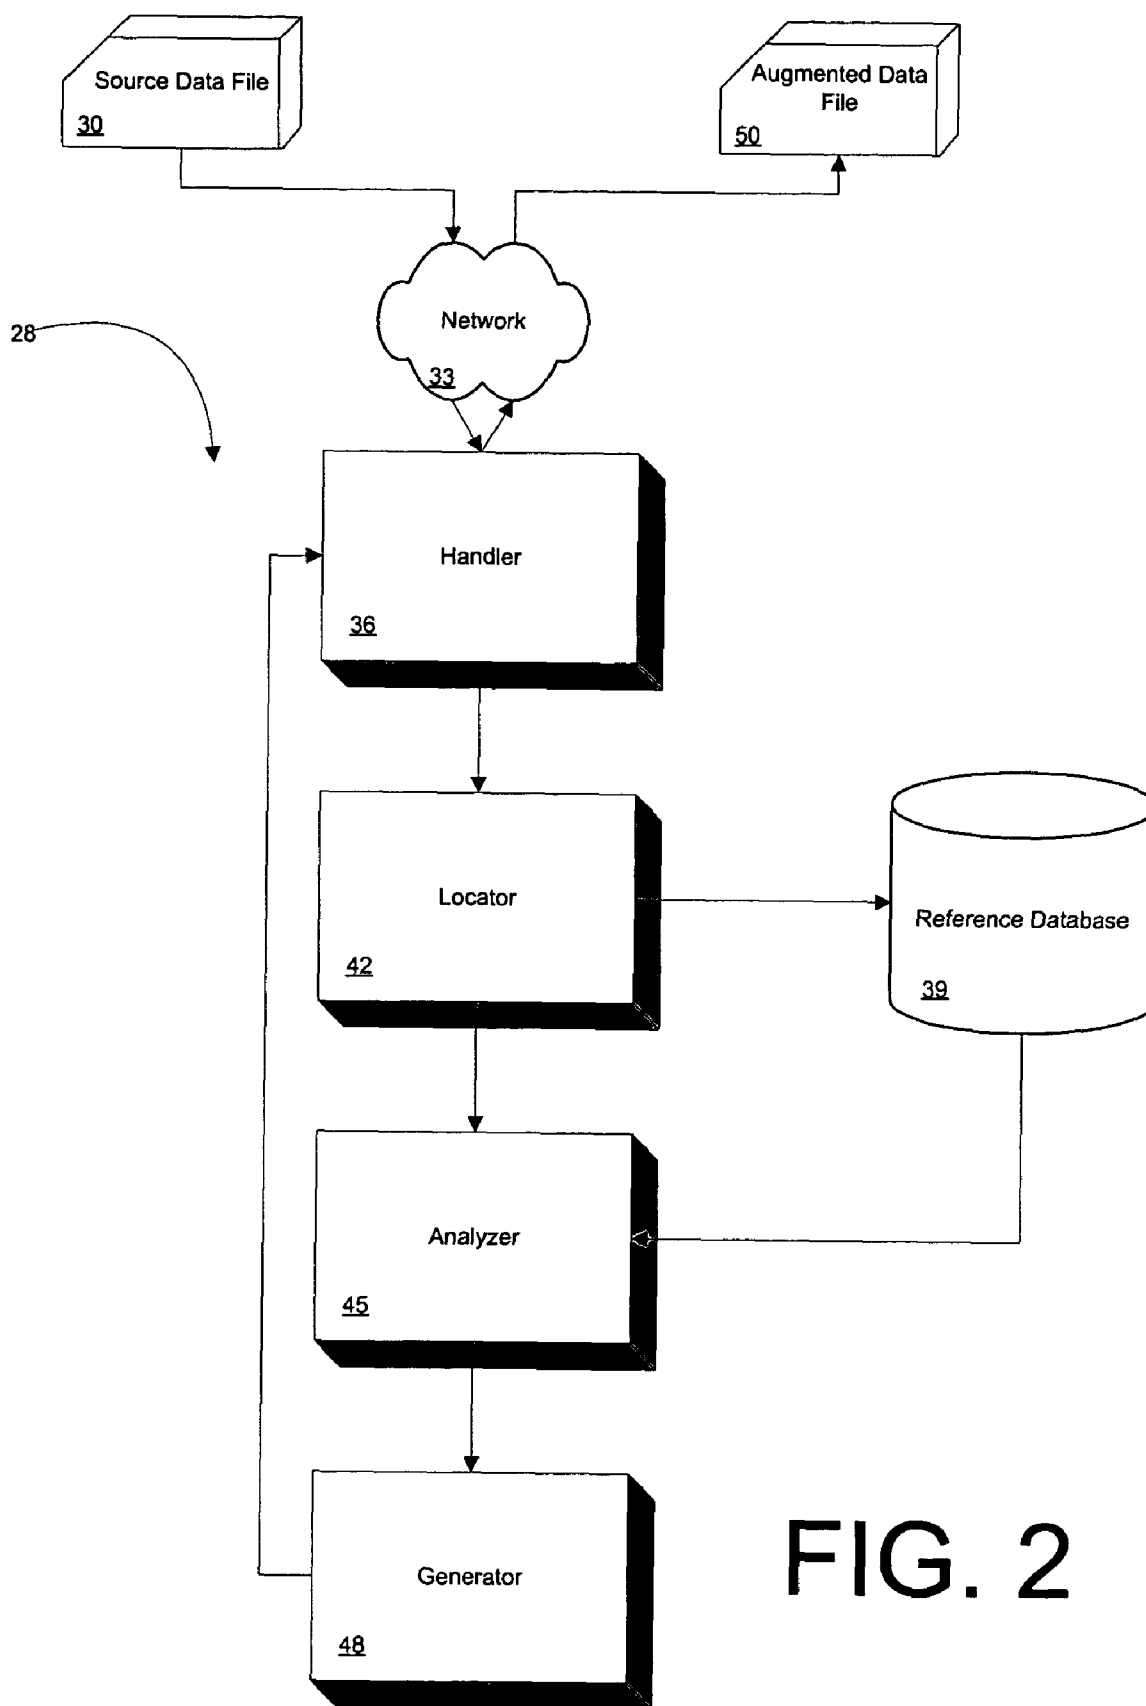 Source Data File
30
Augmented Data
File
50
Network
33
28
Handler
36
Locator
42
Reference Database
39
Analyzer
45
Generator
48
FIG. 2